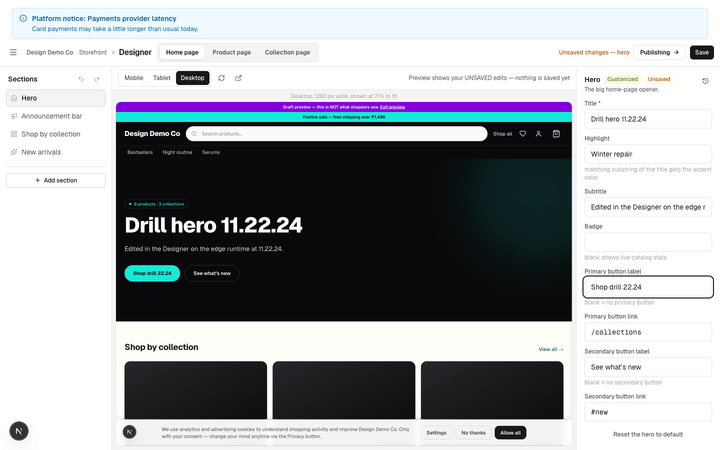 Platform notice: Payments provider latency
Card payments may take a little longer than usual today.
Design Demo Co Storefront › Designer Home page Product page Collection page Unsaved changes — hero Publishing → Save
Sections
Hero
Announcement bar
Shop by collection
New arrivals
+ Add section
Mobile Tablet Desktop Preview shows your UNSAVED edits — nothing is saved yet
Desktop, 1280 px wide, shown at 71% to fit
Draft preview — this is NOT what shoppers see. Exit preview
Festive sale — free shipping over ₹1,499
Design Demo Co Search products… Shop all
Bestsellers Night routine Serums
8 products · 3 collections
Drill hero 11.22.24
Edited in the Designer on the edge runtime at 11.22.24.
Shop drill 22.24 See what's new
Shop by collection View all →
N We use analytics and advertising cookies to understand shopping activity and improve Design Demo Co. Only
with your consent — change your mind anytime via the Privacy button.
Settings No thanks Allow all
N
Hero Customized Unsaved
The big home-page opener.
Title *
Drill hero 11.22.24
Highlight
Winter repair
matching substring of the title gets the accent
color
Subtitle
Edited in the Designer on the edge r
Badge
blank shows live catalog stats
Primary button label
Shop drill 22.24
blank = no primary button
Primary button link
/collections
Secondary button label
See what's new
blank = no secondary button
Secondary button link
#new
Reset the hero to default